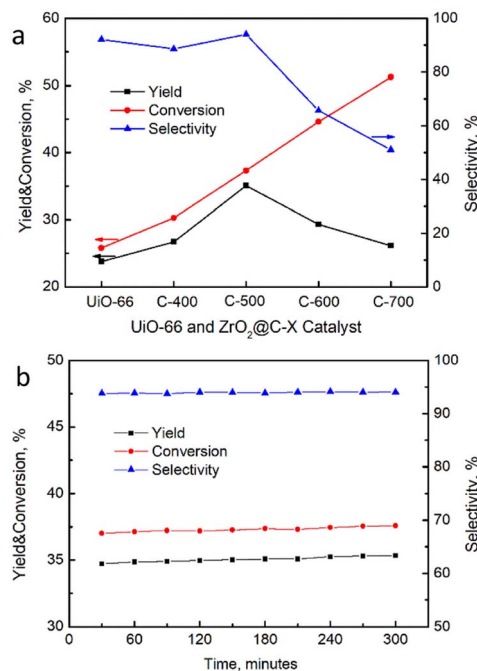 a
60
50
40
30
20
100
80
60
40
20
0
Yield&Conversion, %
Selectivity, %
Yield
Conversion
Selectivity
UiO-66 C-400 C-500 C-600 C-700
UiO-66 and ZrO2@C-X Catalyst
b
50
45
40
35
30
100
90
80
70
60
50
Yield&Conversion, %
Selectivity, %
Yield
Conversion
Selectivity
0 60 120 180 240 300
Time, minutes